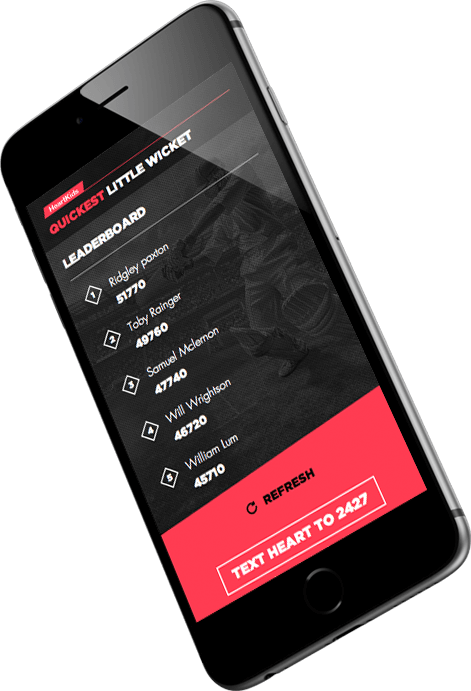 HeartKids
QUICKEST LITTLE WICKET
LEADERBOARD
1 Ridgley paxton
51770
2 Toby Rainger
49760
3 Samuel Mclernon
47740
4 Will Wrightson
46720
5 William Lum
45710
REFRESH
TEXT HEART TO 2427